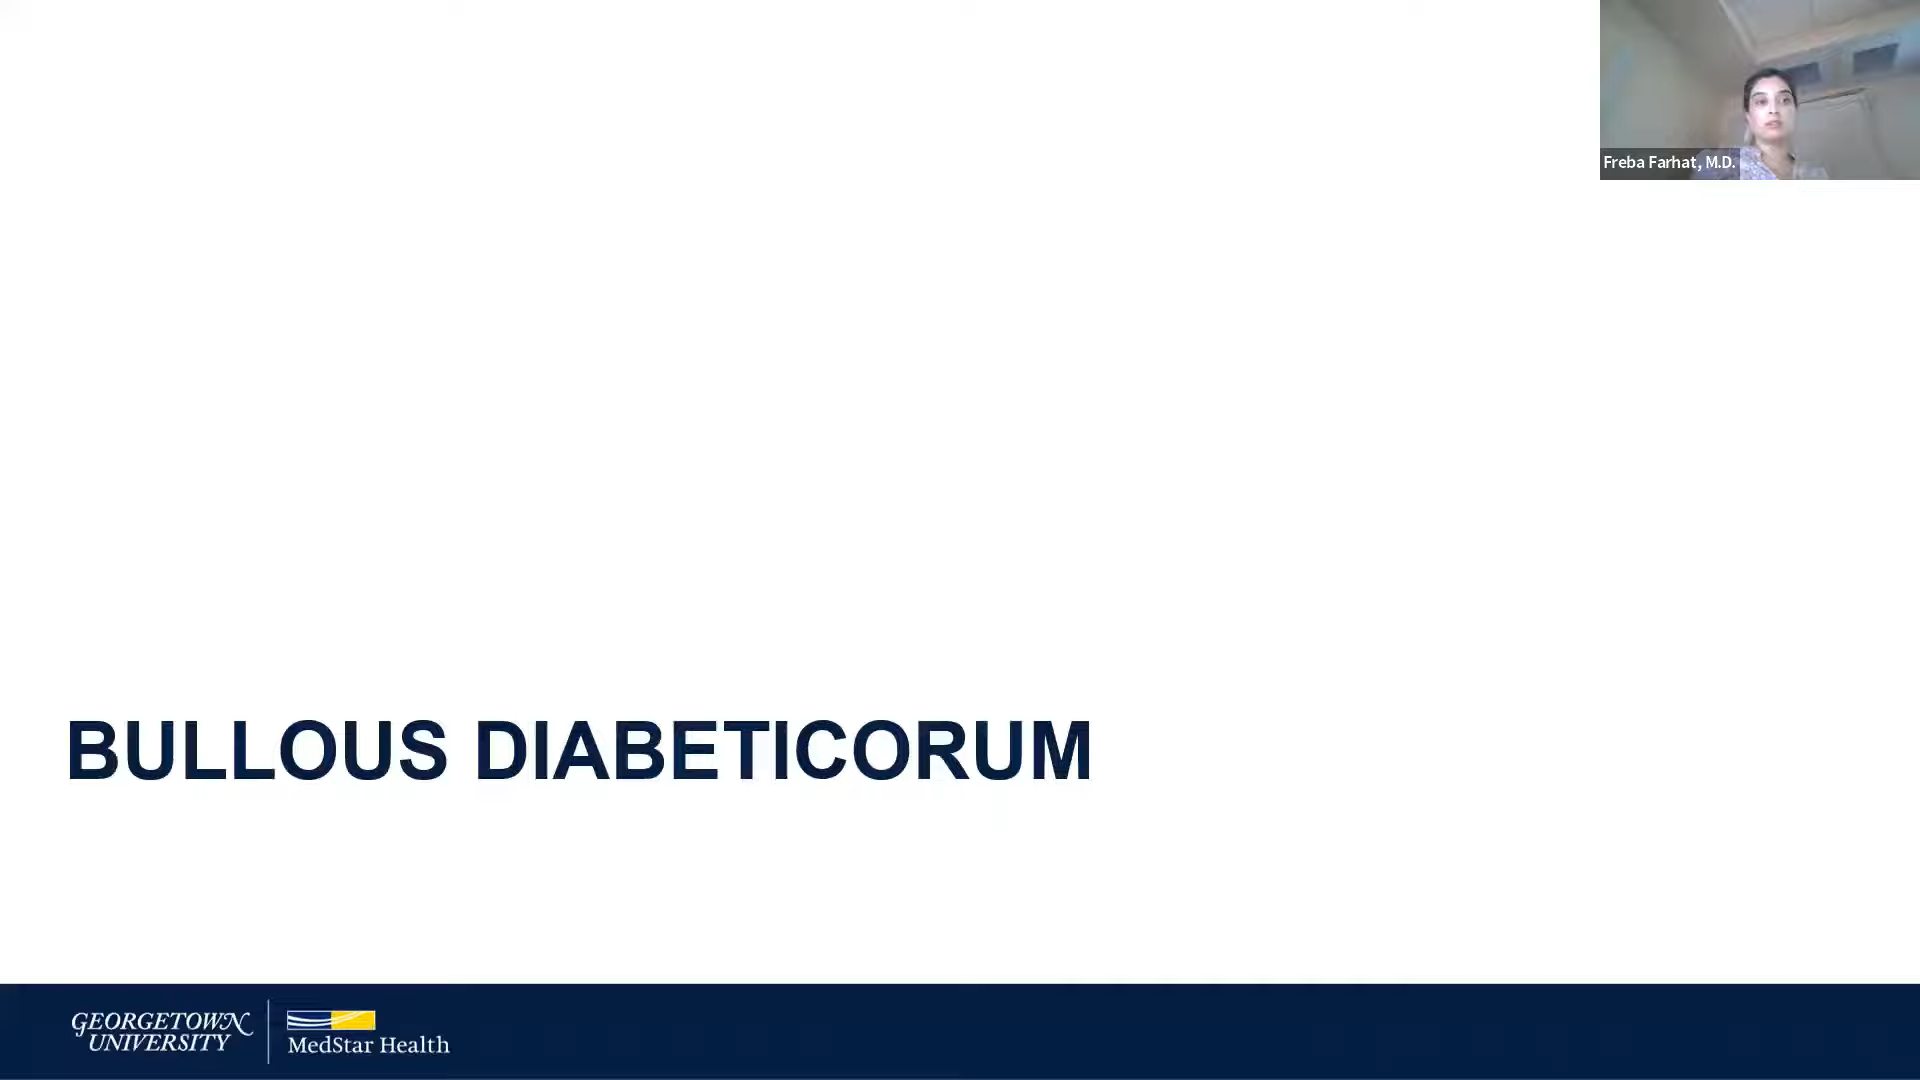 Freba Farhat, M.D.
BULLOUS DIABETICORUM
GEORGETOWN
UNIVERSITY
MedStar Health